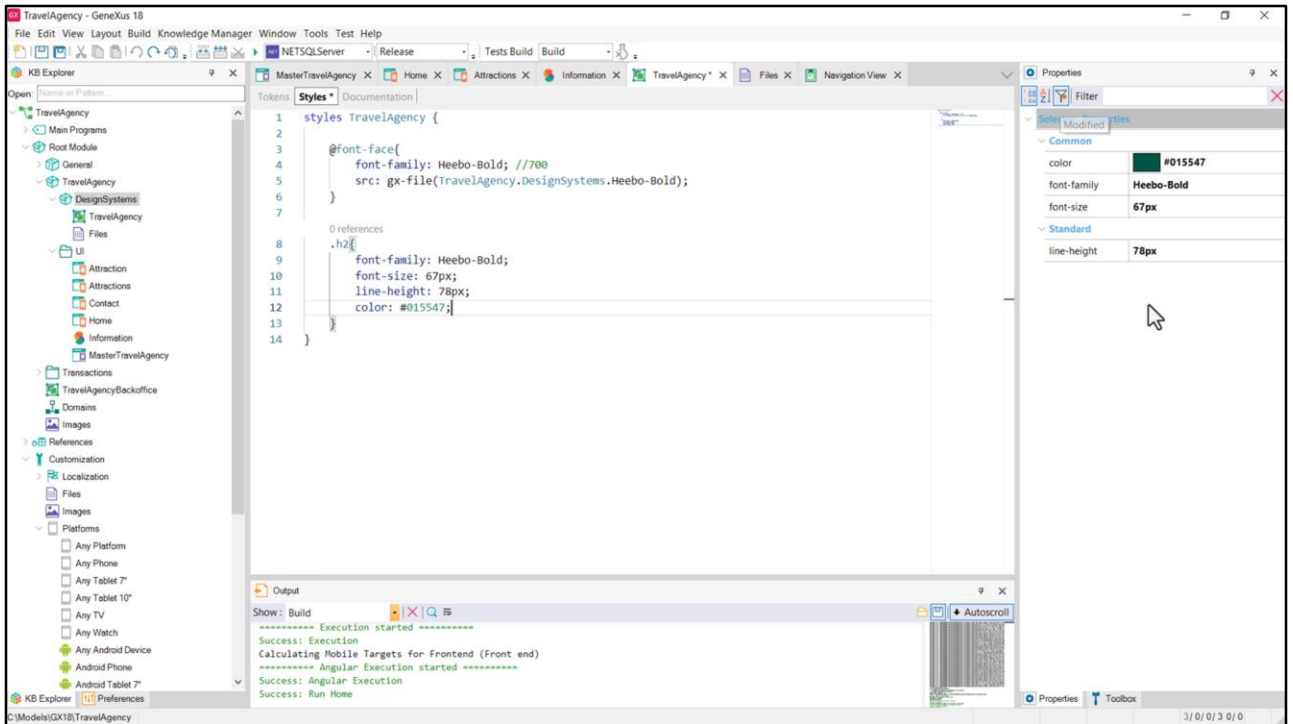 TravelAgency - GeneXus 18
File Edit View Layout Build Knowledge Manager Window Tools Test Help
NETSQLServer Release Tests Build Build
KB Explorer
Open: Name or Pattern...
TravelAgency
Main Programs
Root Module
General
TravelAgency
DesignSystems
TravelAgency
Files
UI
Attraction
Attractions
Contact
Home
Information
MasterTravelAgency
Transactions
TravelAgencyBackoffice
Domains
Images
References
Customization
Localization
Files
Images
Platforms
Any Platform
Any Phone
Any Tablet 7"
Any Tablet 10"
Any TV
Any Watch
Any Android Device
Android Phone
Android Tablet 7"
KB Explorer Preferences
MasterTravelAgency X Home X Attractions X Information X TravelAgency* X Files X Navigation View X
Tokens Styles * Documentation
1 styles TravelAgency {
2
3 @font-face{
4 font-family: Heebo-Bold; //700
5 src: gx-file(TravelAgency.DesignSystems.Heebo-Bold);
6 }
7
0 references
8 .h2{
9 font-family: Heebo-Bold;
10 font-size: 67px;
11 line-height: 78px;
12 color: #015547;
13 }
14 }
Output
Show: Build Autoscroll
========== Execution started ==========
Success: Execution
Calculating Mobile Targets for Frontend (Front end)
========== Angular Execution started ==========
Success: Angular Execution
Success: Run Home
Properties
Filter
Modified
Common
color #015547
font-family Heebo-Bold
font-size 67px
Standard
line-height 78px
Properties Toolbox
C:\Models\GX18\TravelAgency
3/ 0/ 0/ 3 0/ 0